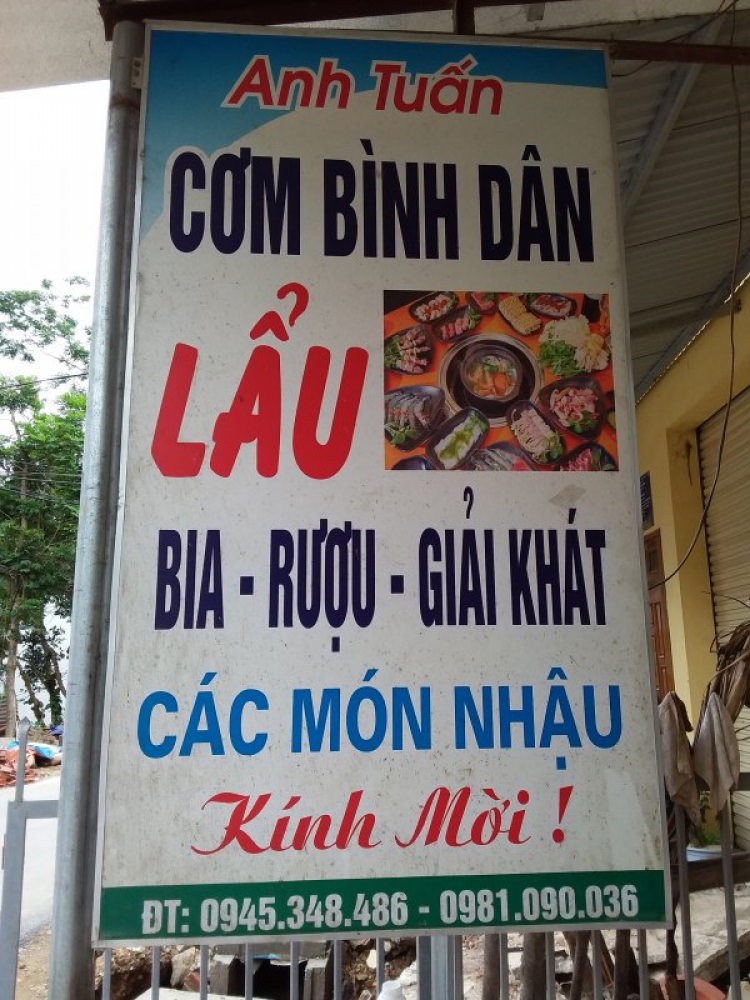 Anh Tuấn
CƠM BÌNH DÂN
LẨU
BIA - RƯỢU - GIẢI KHÁT
CÁC MÓN NHẬU
Kính Mời !
ĐT: 0945.348.486 - 0981.090.036